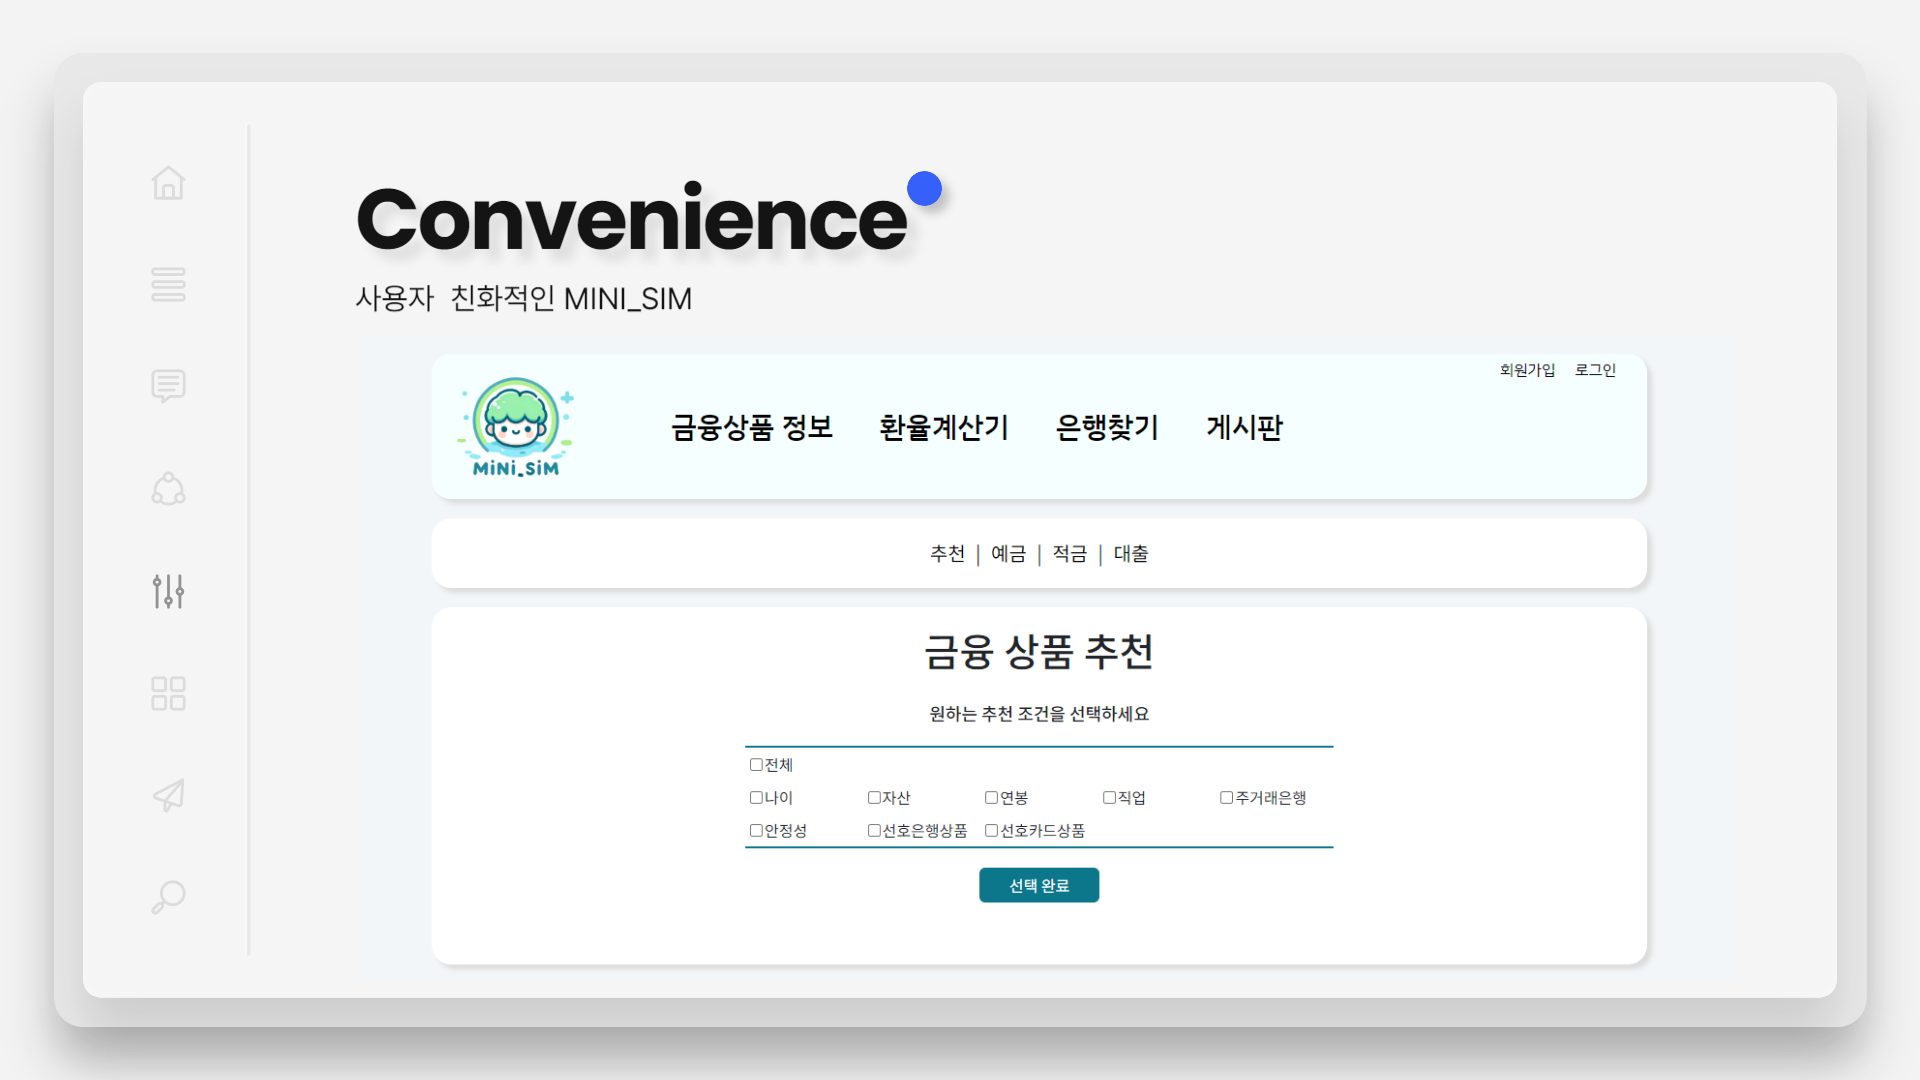 Convenience
사용자 친화적인 MINI_SIM
회원가입 로그인
MiNi_SiM
금융상품 정보 환율계산기 은행찾기 게시판
추천 | 예금 | 적금 | 대출
금융 상품 추천
원하는 추천 조건을 선택하세요
전체
나이 자산 연봉 직업 주거래은행
안정성 선호은행상품 선호카드상품
선택 완료